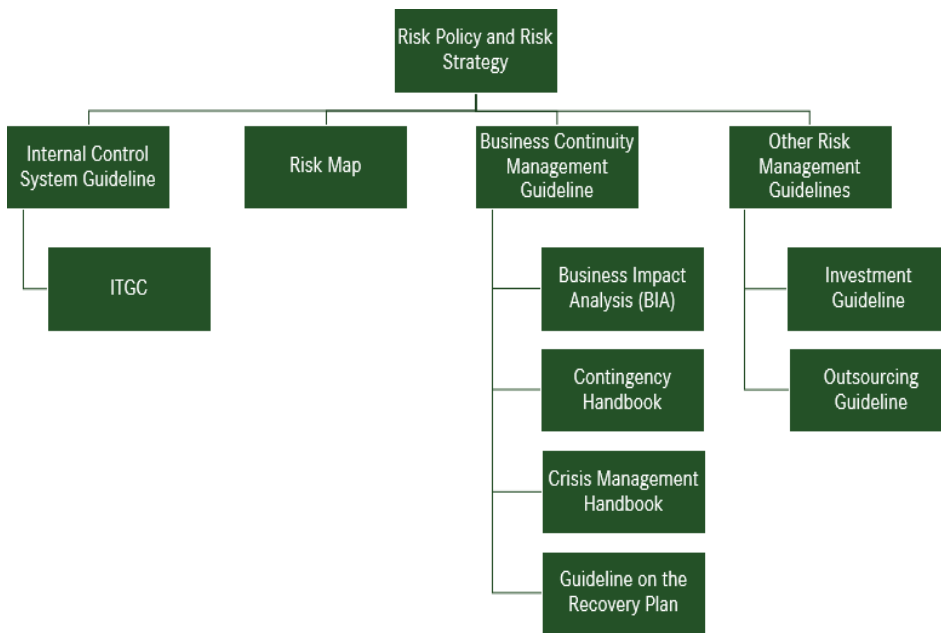 Risk Policy and Risk
Strategy
Internal Control
System Guideline
Risk Map
Business Continuity
Management
Guideline
Other Risk
Management
Guidelines
ITGC
Business Impact
Analysis (BIA)
Investment
Guideline
Contingency
Handbook
Outsourcing
Guideline
Crisis Management
Handbook
Guideline on the
Recovery Plan